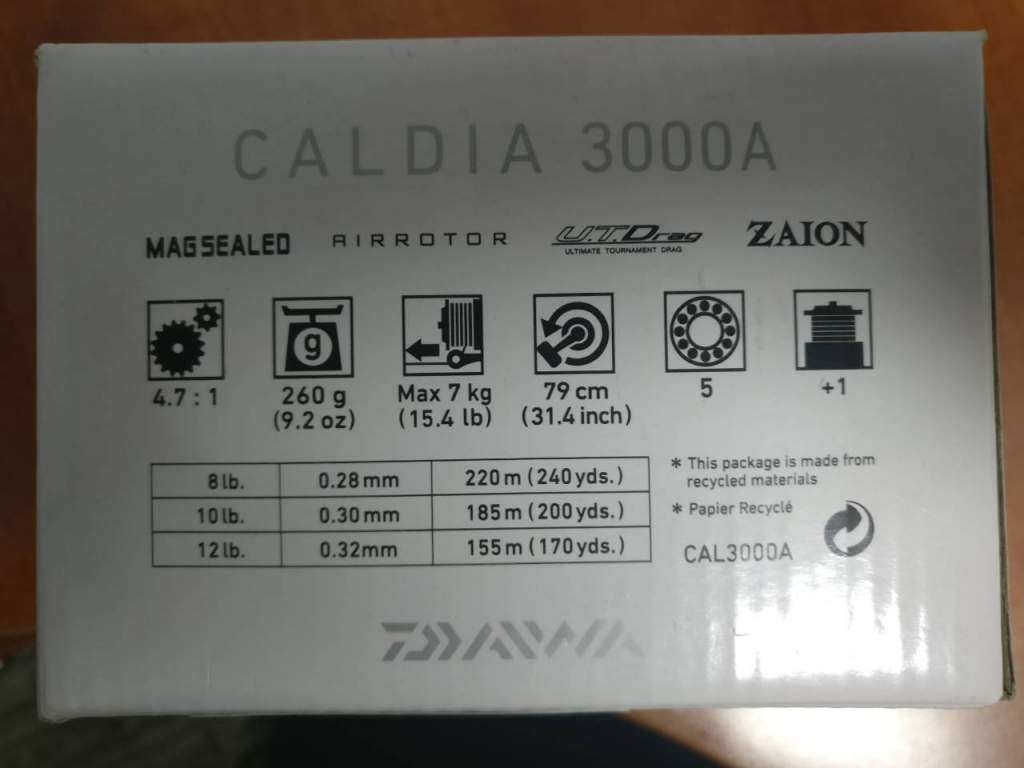 CALDIA 3000A
MAGSEALED AIRROTOR U.T.Drag ZAION
ULTIMATE TOURNAMENT DRAG
g
4.7 : 1 260 g Max 7 kg 79 cm 5 +1
(9.2 oz) (15.4 lb) (31.4 inch)
8 lb. 0.28 mm 220 m (240 yds.)
10 lb. 0.30 mm 185 m (200 yds.)
12 lb. 0.32mm 155 m (170 yds.)
* This package is made from
recycled materials
* Papier Recyclé
CAL3000A
DAIWA